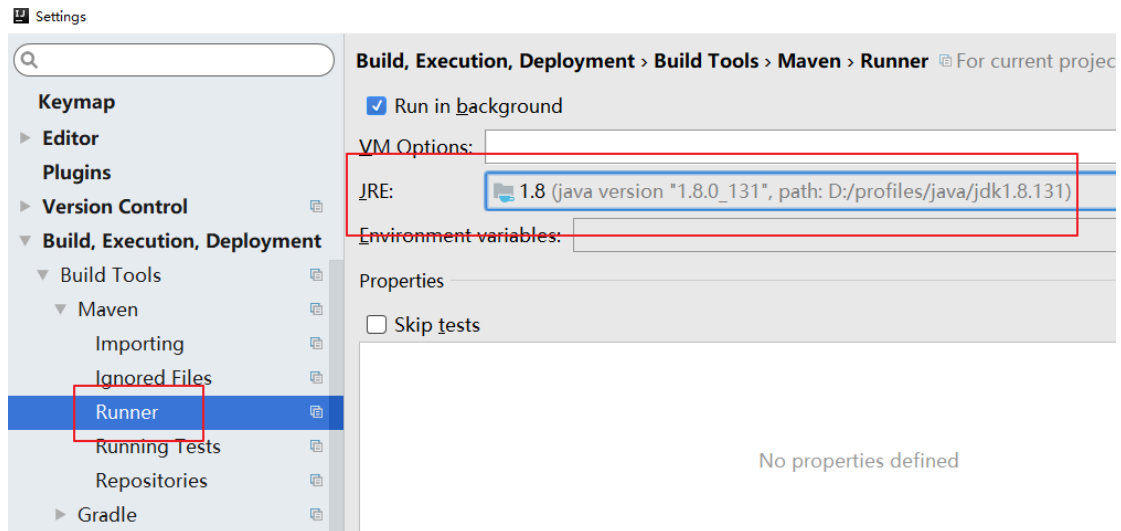 Settings
Keymap
Editor
Plugins
Version Control
Build, Execution, Deployment
Build Tools
Maven
Importing
Ignored Files
Runner
Running Tests
Repositories
Gradle
Build, Execution, Deployment › Build Tools › Maven › Runner For current projec
Run in background
VM Options:
JRE: 1.8 (java version "1.8.0_131", path: D:/profiles/java/jdk1.8.131)
Environment variables:
Properties
Skip tests
No properties defined